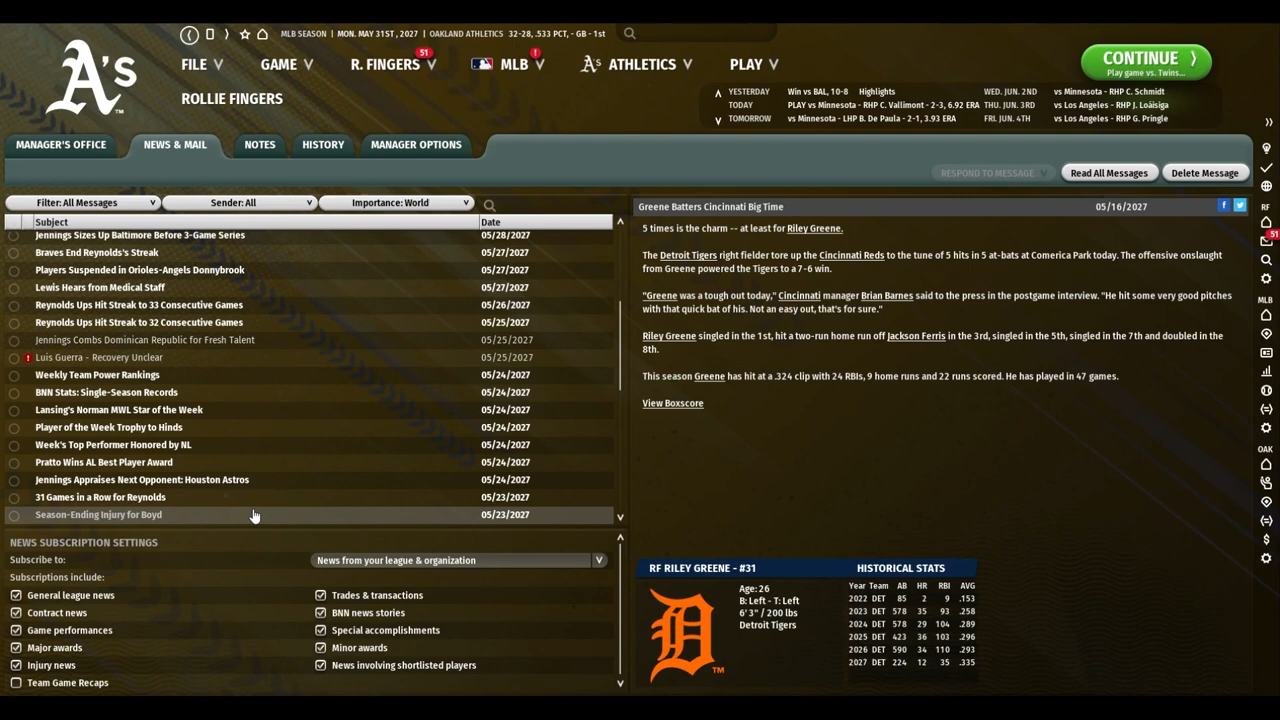 MLB SEASON | MON. MAY 31ST , 2027 | OAKLAND ATHLETICS 32-28, .533 PCT, - GB - 1st
A's
FILE
GAME
R. FINGERS
51
MLB
!
A's ATHLETICS
PLAY
CONTINUE
Play game vs. Twins...
ROLLIE FINGERS
YESTERDAY Win vs BAL, 10-8 Highlights WED. JUN. 2ND vs Minnesota - RHP C. Schmidt
TODAY PLAY vs Minnesota - RHP C. Vallimont - 2-3, 6.92 ERA THU. JUN. 3RD vs Los Angeles - RHP J. Loáisiga
TOMORROW vs Minnesota - LHP B. De Paula - 2-1, 3.93 ERA FRI. JUN. 4TH vs Los Angeles - RHP G. Pringle
MANAGER'S OFFICE
NEWS & MAIL
NOTES
HISTORY
MANAGER OPTIONS
RESPOND TO MESSAGE
Read All Messages
Delete Message
Filter: All Messages
Sender: All
Importance: World
Subject Date
Jennings Sizes Up Baltimore Before 3-Game Series 05/28/2027
Braves End Reynolds's Streak 05/27/2027
Players Suspended in Orioles-Angels Donnybrook 05/27/2027
Lewis Hears from Medical Staff 05/27/2027
Reynolds Ups Hit Streak to 33 Consecutive Games 05/26/2027
Reynolds Ups Hit Streak to 32 Consecutive Games 05/25/2027
Jennings Combs Dominican Republic for Fresh Talent 05/25/2027
! Luis Guerra - Recovery Unclear 05/25/2027
Weekly Team Power Rankings 05/24/2027
BNN Stats: Single-Season Records 05/24/2027
Lansing's Norman MWL Star of the Week 05/24/2027
Player of the Week Trophy to Hinds 05/24/2027
Week's Top Performer Honored by NL 05/24/2027
Pratto Wins AL Best Player Award 05/24/2027
Jennings Appraises Next Opponent: Houston Astros 05/24/2027
31 Games in a Row for Reynolds 05/23/2027
Season-Ending Injury for Boyd 05/23/2027
NEWS SUBSCRIPTION SETTINGS
Subscribe to: News from your league & organization
Subscriptions include:
General league news Trades & transactions
Contract news BNN news stories
Game performances Special accomplishments
Major awards Minor awards
Injury news News involving shortlisted players
Team Game Recaps
Greene Batters Cincinnati Big Time 05/16/2027
5 times is the charm -- at least for Riley Greene.
The Detroit Tigers right fielder tore up the Cincinnati Reds to the tune of 5 hits in 5 at-bats at Comerica Park today. The offensive onslaught
from Greene powered the Tigers to a 7-6 win.
"Greene was a tough out today," Cincinnati manager Brian Barnes said to the press in the postgame interview. "He hit some very good pitches
with that quick bat of his. Not an easy out, that's for sure."
Riley Greene singled in the 1st, hit a two-run home run off Jackson Ferris in the 3rd, singled in the 5th, singled in the 7th and doubled in the
8th.
This season Greene has hit at a .324 clip with 24 RBIs, 9 home runs and 22 runs scored. He has played in 47 games.
View Boxscore
RF RILEY GREENE - #31
Age: 26
B: Left - T: Left
6' 3" / 200 lbs
Detroit Tigers
D
TM
HISTORICAL STATS
Year Team AB HR RBI AVG
2022 DET 85 2 9 .153
2023 DET 578 35 93 .258
2024 DET 578 29 104 .289
2025 DET 423 36 103 .296
2026 DET 590 34 110 .293
2027 DET 224 12 35 .335
RF
51
MLB
OAK